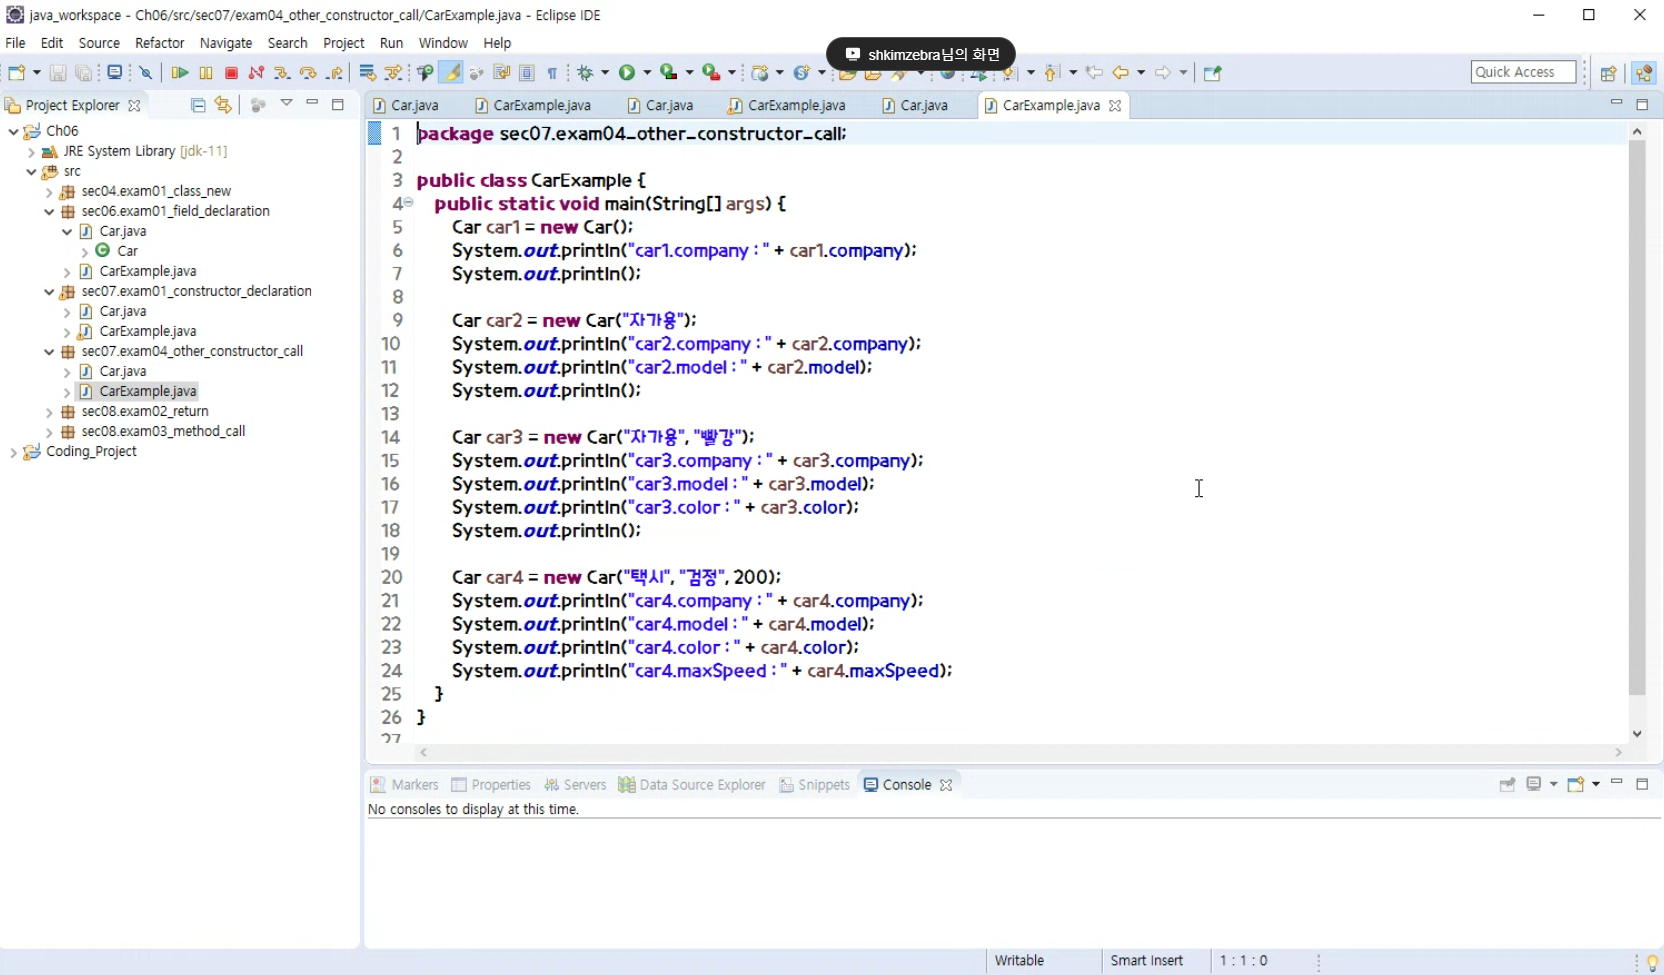 java_workspace - Ch06/src/sec07/exam04_other_constructor_call/CarExample.java - Eclipse IDE
File Edit Source Refactor Navigate Search Project Run Window Help
shkimzebra님의 화면
Quick Access
Project Explorer
Car.java CarExample.java Car.java CarExample.java Car.java CarExample.java
Ch06
JRE System Library [jdk-11]
src
sec04.exam01_class_new
sec06.exam01_field_declaration
Car.java
Car
CarExample.java
sec07.exam01_constructor_declaration
Car.java
CarExample.java
sec07.exam04_other_constructor_call
Car.java
CarExample.java
sec08.exam02_return
sec08.exam03_method_call
Coding_Project
1 package sec07.exam04_other_constructor_call;
2
3 public class CarExample {
4 public static void main(String[] args) {
5 Car car1 = new Car();
6 System.out.println("car1.company : " + car1.company);
7 System.out.println();
8
9 Car car2 = new Car("자가용");
10 System.out.println("car2.company : " + car2.company);
11 System.out.println("car2.model : " + car2.model);
12 System.out.println();
13
14 Car car3 = new Car("자가용", "빨강");
15 System.out.println("car3.company : " + car3.company);
16 System.out.println("car3.model : " + car3.model);
17 System.out.println("car3.color : " + car3.color);
18 System.out.println();
19
20 Car car4 = new Car("택시", "검정", 200);
21 System.out.println("car4.company : " + car4.company);
22 System.out.println("car4.model : " + car4.model);
23 System.out.println("car4.color : " + car4.color);
24 System.out.println("car4.maxSpeed : " + car4.maxSpeed);
25 }
26 }
27
Markers Properties Servers Data Source Explorer Snippets Console
No consoles to display at this time.
Writable Smart Insert 1 : 1 : 0